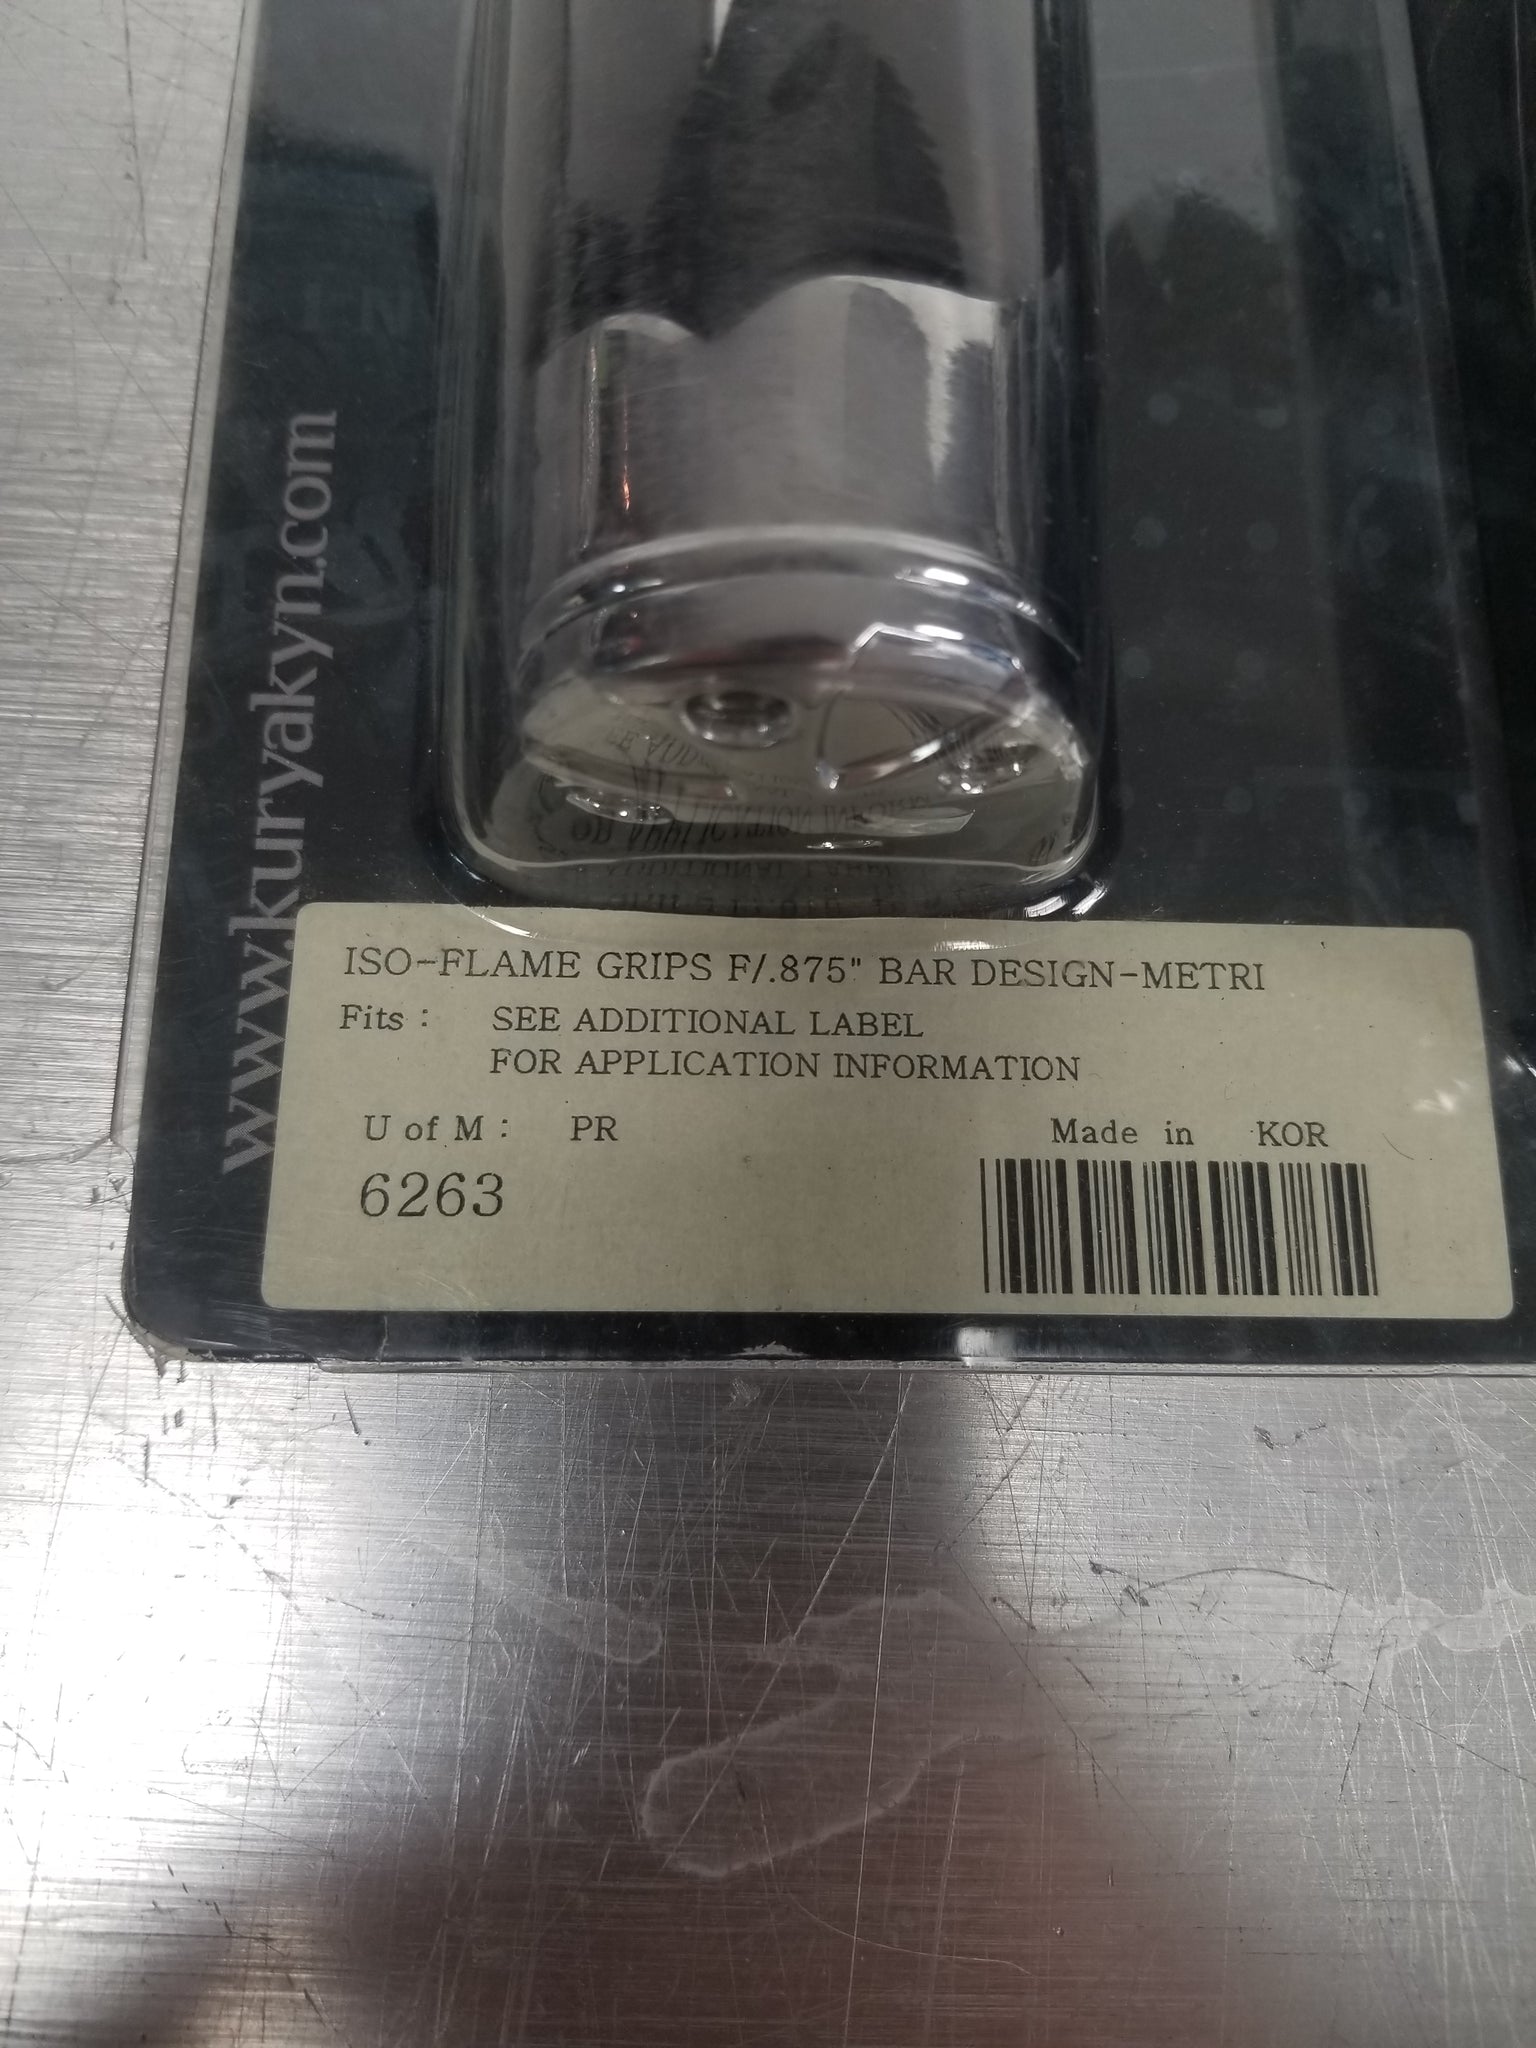 www.kuryakyn.com
ISO-FLAME GRIPS F/.875" BAR DESIGN-METRI
Fits : SEE ADDITIONAL LABEL
FOR APPLICATION INFORMATION
U of M : PR
Made in KOR
6263